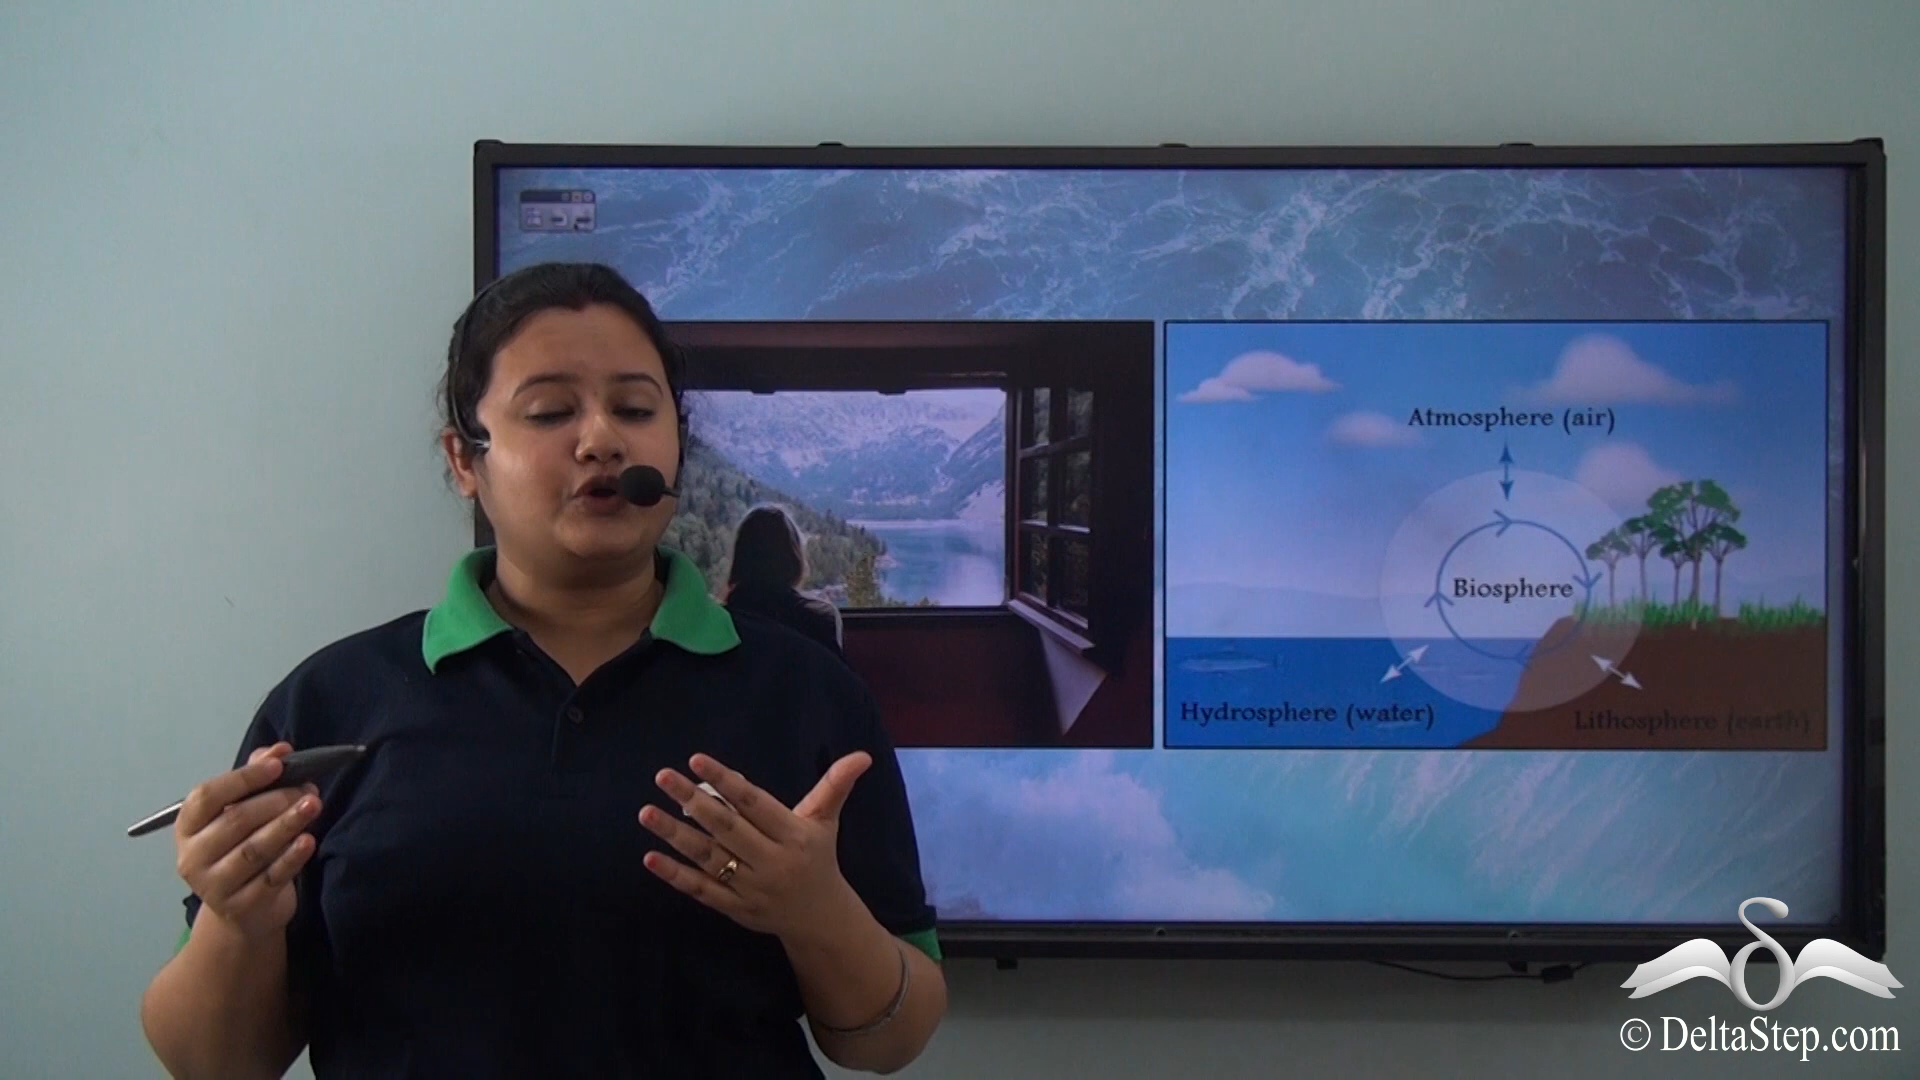 Atmosphere (air)
Biosphere
Hydrosphere (water)
Lithosphere (earth)
© DeltaStep.com